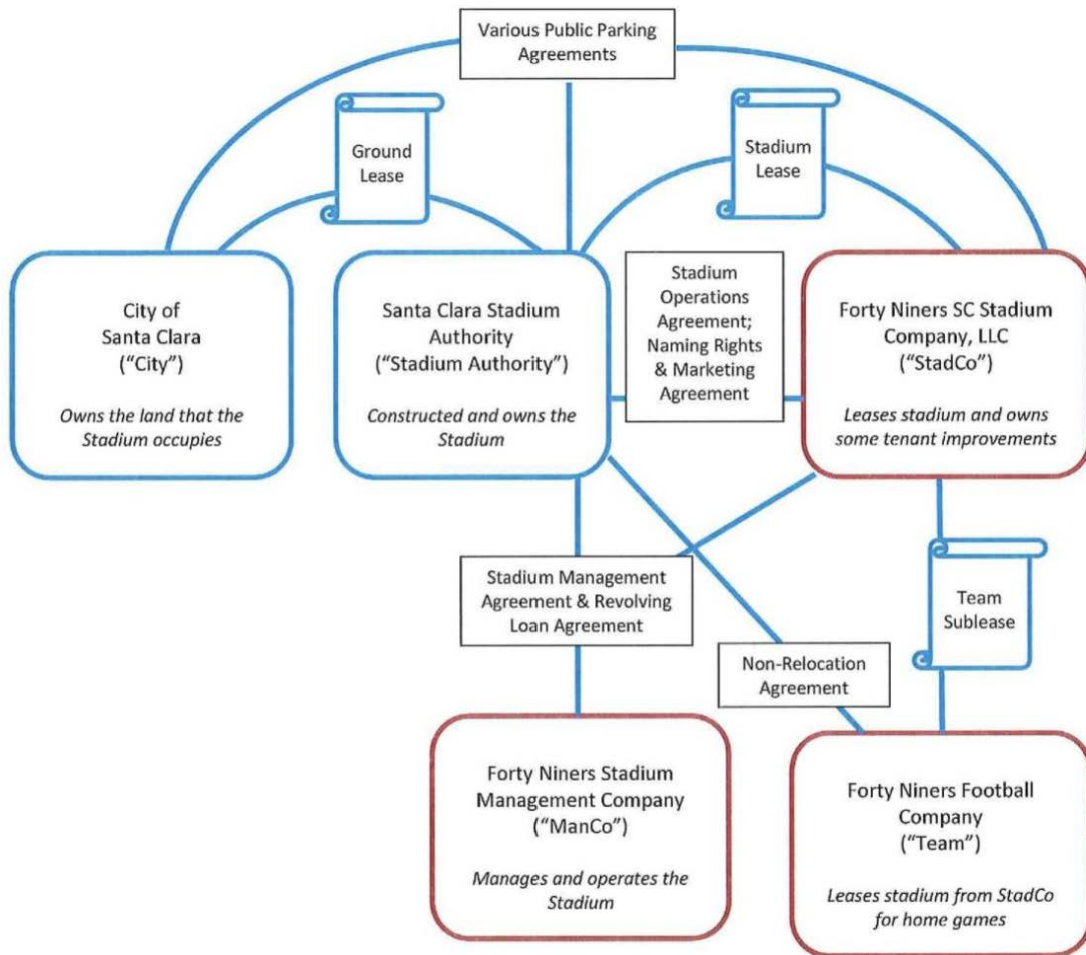 Various Public Parking
Agreements
Ground
Lease
Stadium
Lease
City of
Santa Clara
(“City”)
Owns the land that the
Stadium occupies
Santa Clara Stadium
Authority
(“Stadium Authority”)
Constructed and owns the
Stadium
Stadium
Operations
Agreement;
Naming Rights
& Marketing
Agreement
Forty Niners SC Stadium
Company, LLC
(“StadCo”)
Leases stadium and owns
some tenant improvements
Stadium Management
Agreement & Revolving
Loan Agreement
Non-Relocation
Agreement
Team
Sublease
Forty Niners Stadium
Management Company
(“ManCo”)
Manages and operates the
Stadium
Forty Niners Football
Company
(“Team”)
Leases stadium from StadCo
for home games